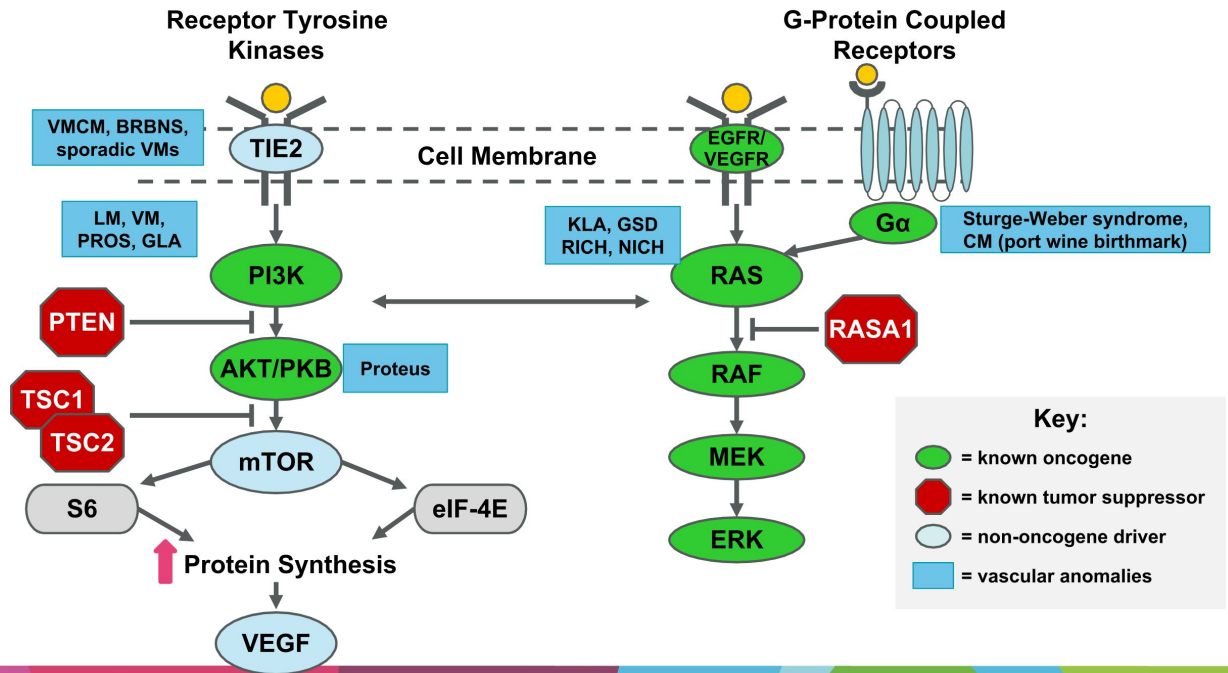 Receptor Tyrosine
Kinases
G-Protein Coupled
Receptors
VMCM, BRBNS,
sporadic VMs
TIE2
Cell Membrane
EGFR/
VEGFR
LM, VM,
PROS, GLA
KLA, GSD
RICH, NICH
Gα
Sturge-Weber syndrome,
CM (port wine birthmark)
PI3K
RAS
PTEN
RASA1
AKT/PKB
Proteus
RAF
TSC1
TSC2
mTOR
MEK
S6
eIF-4E
ERK
Protein Synthesis
VEGF
Key:
= known oncogene
= known tumor suppressor
= non-oncogene driver
= vascular anomalies